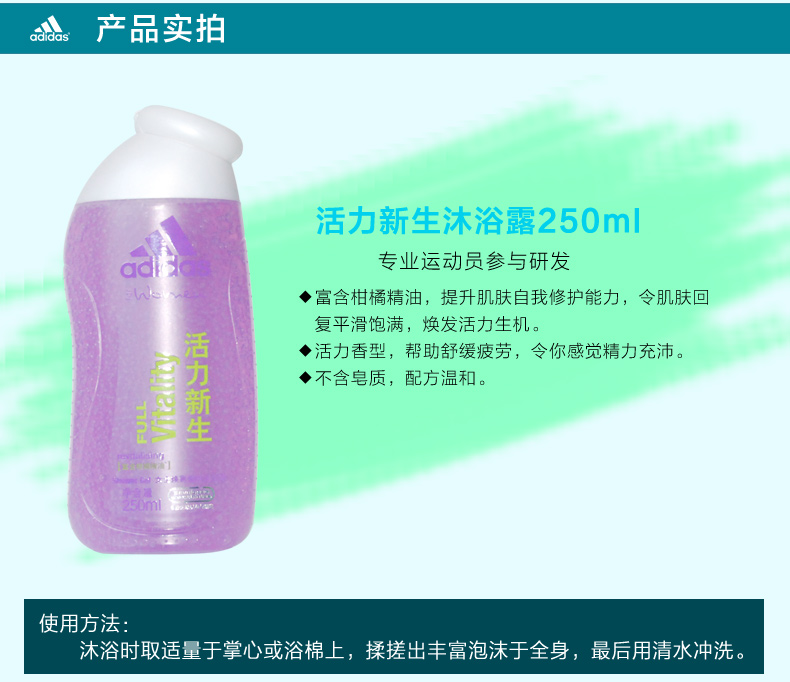 adidas
产品实拍
adidas
women
活力新生
FULL
Vitality
净含量
250ml
活力新生沐浴露250ml
专业运动员参与研发
◆富含柑橘精油，提升肌肤自我修护能力，令肌肤回
复平滑饱满，焕发活力生机。
◆活力香型，帮助舒缓疲劳，令你感觉精力充沛。
◆不含皂质，配方温和。
使用方法：
沐浴时取适量于掌心或浴棉上，揉搓出丰富泡沫于全身，最后用清水冲洗。